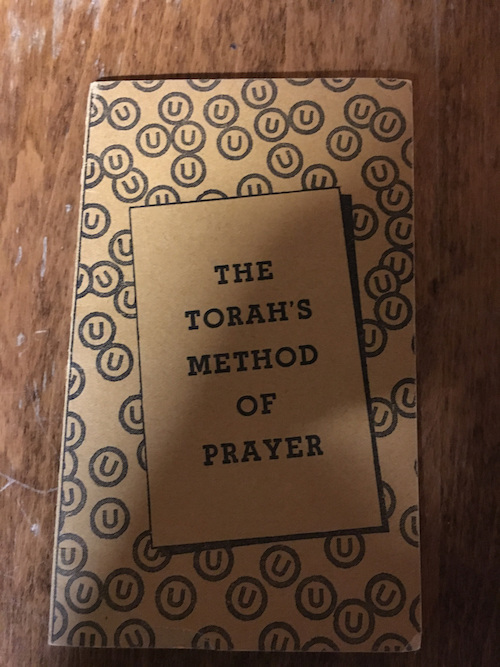 THE
TORAH'S
METHOD
OF
PRAYER